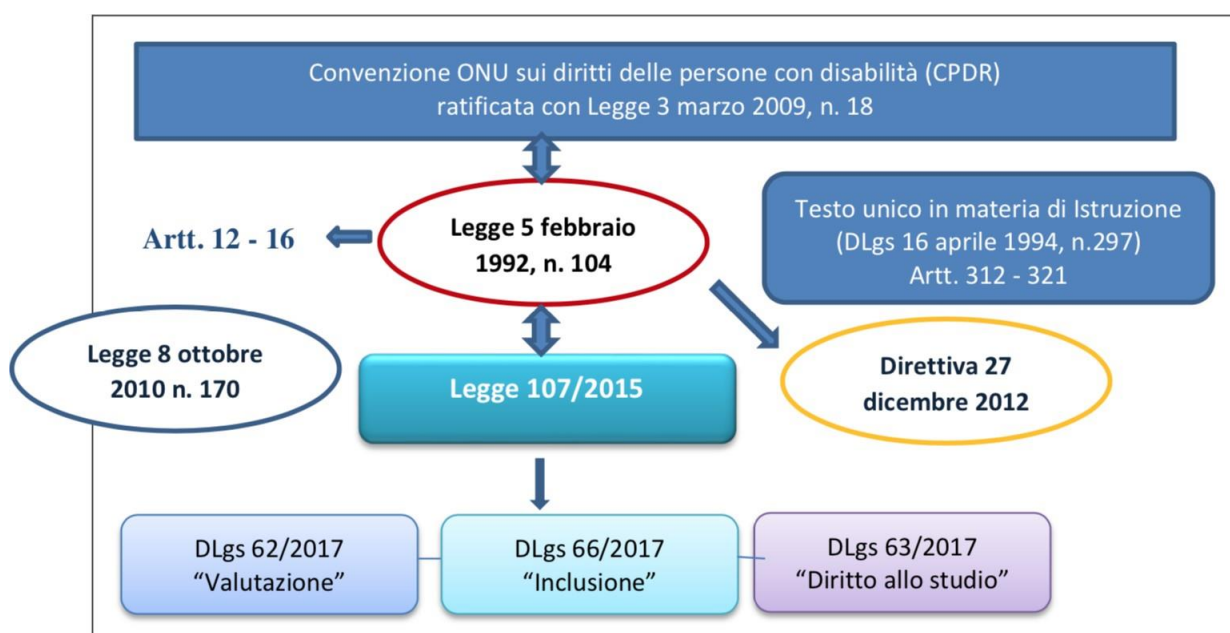 Convenzione ONU sui diritti delle persone con disabilità (CPDR)
ratificata con Legge 3 marzo 2009, n. 18
Legge 5 febbraio
1992, n. 104
Artt. 12 - 16
Testo unico in materia di Istruzione
(DLgs 16 aprile 1994, n.297)
Artt. 312 - 321
Legge 8 ottobre
2010 n. 170
Legge 107/2015
Direttiva 27
dicembre 2012
DLgs 62/2017
“Valutazione”
DLgs 66/2017
“Inclusione”
DLgs 63/2017
“Diritto allo studio”